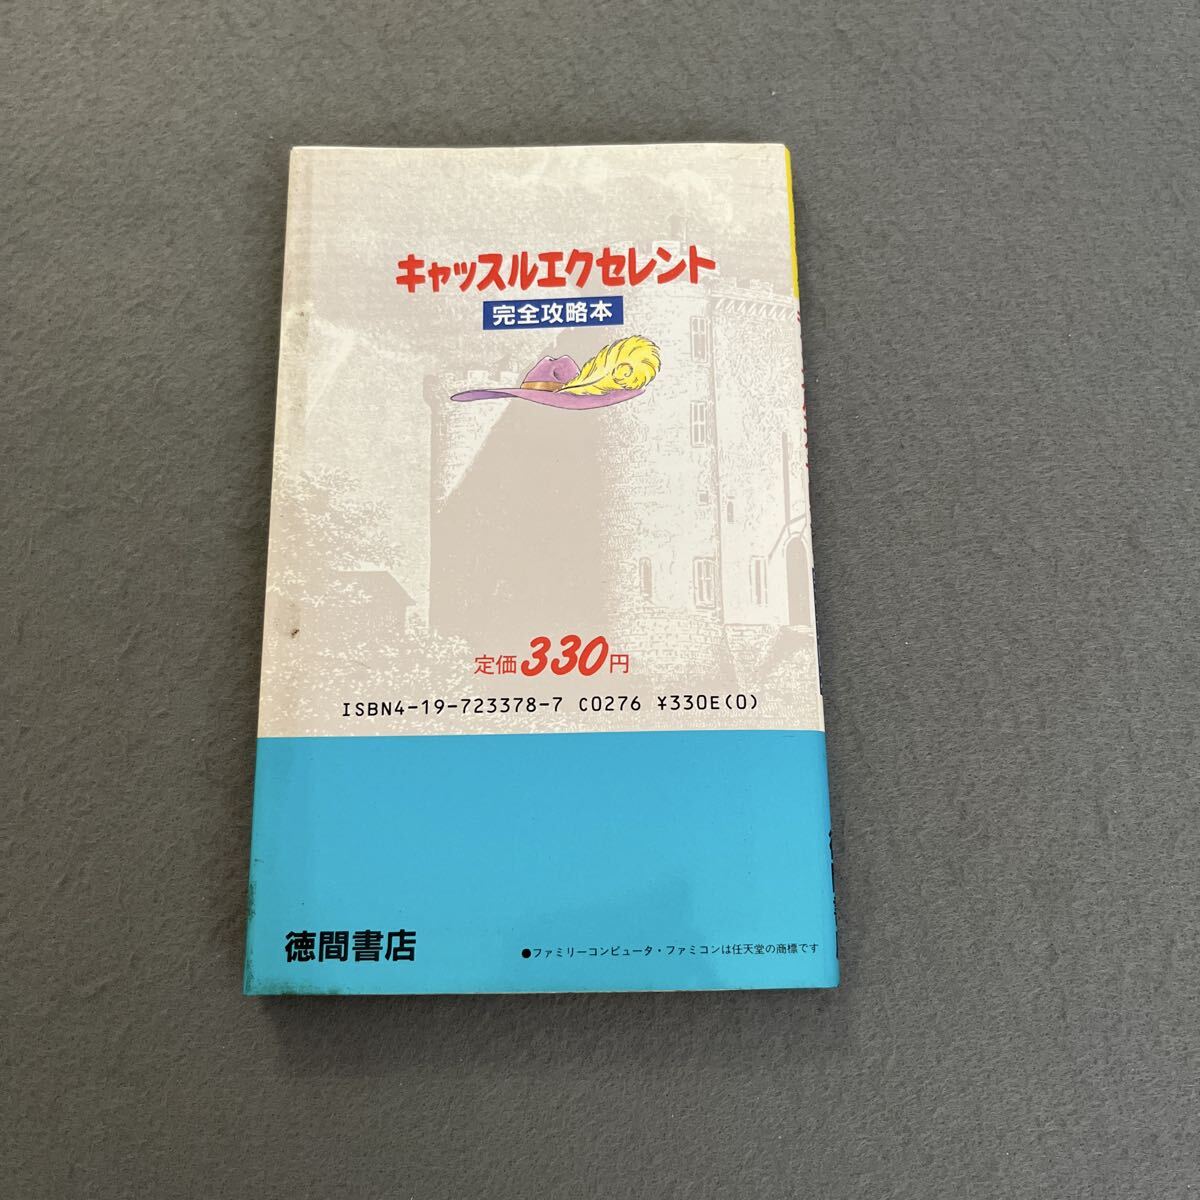 キャッスルエクセレント
完全攻略本
定価330円
ISBN4-19-723378-7 C0276 ¥330E(0)
徳間書店
●ファミリーコンピュータ・ファミコンは任天堂の商標です